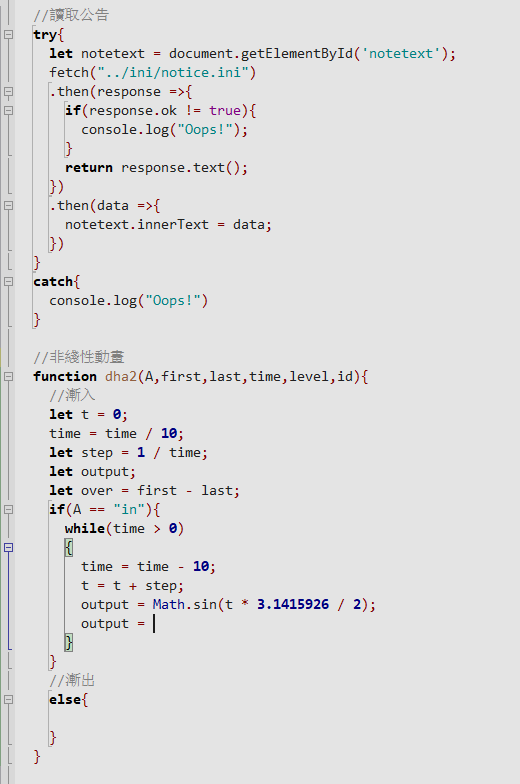 //讀取公告
try{
let notetext = document.getElementById('notetext');
fetch("../ini/notice.ini")
.then(response =>{
if(response.ok != true){
console.log("Oops!");
}
return response.text();
})
.then(data =>{
notetext.innerText = data;
})
}
catch{
console.log("Oops!")
}
//非綫性動畫
function dha2(A,first,last,time,level,id){
//漸入
let t = 0;
time = time / 10;
let step = 1 / time;
let output;
let over = first - last;
if(A == "in"){
while(time > 0)
{
time = time - 10;
t = t + step;
output = Math.sin(t * 3.1415926 / 2);
output =
}
}
//漸出
else{
}
}